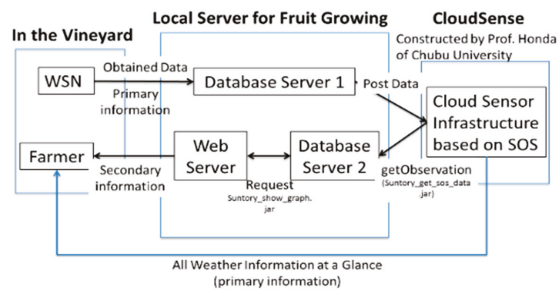 Local Server for Fruit Growing
CloudSense
In the Vineyard
Constructed by Prof. Honda
of Chubu University
Obtained Data
WSN
Database Server 1
Post Data
Primary
information
Cloud Sensor
Infrastructure
based on SOS
Farmer
Web
Server
Database
Server 2
Secondary
information
Request
Suntory_show_graph.
jar
getObservation
(Suntory_get_sos_data
.jar)
All Weather Information at a Glance
(primary information)